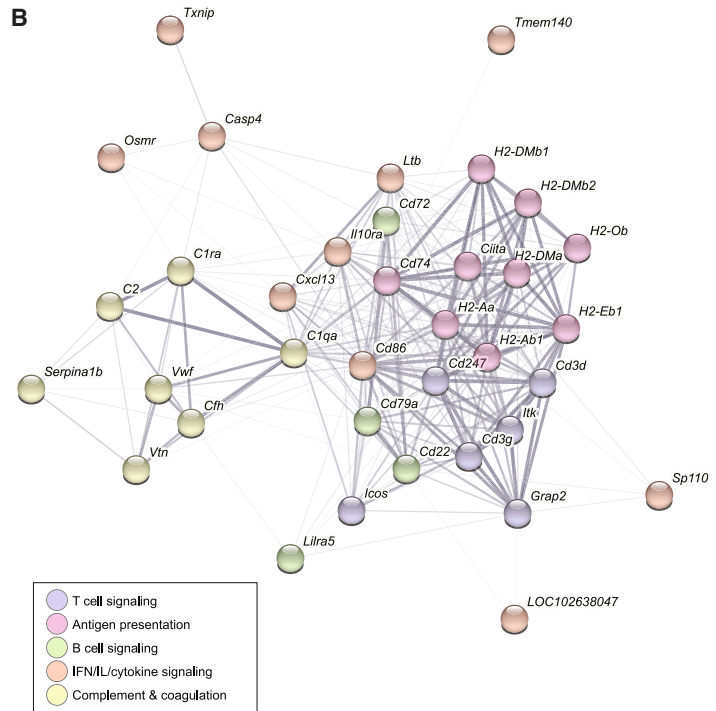 B
Txnip
Tmem140
Casp4
Osmr
Ltb
H2-DMb1
H2-DMb2
Cd72
H2-Ob
Il10ra
C1ra
Cd74
Ciita
H2-DMa
Cxcl13
C2
H2-Aa
H2-Eb1
C1qa
H2-Ab1
Cd86
Cd247
Cd3d
Serpina1b
Vwf
Cfh
Cd79a
Itk
Cd3g
Vtn
Cd22
Icos
Grap2
Sp110
Lilra5
LOC102638047
T cell signaling
Antigen presentation
B cell signaling
IFN/IL/cytokine signaling
Complement & coagulation